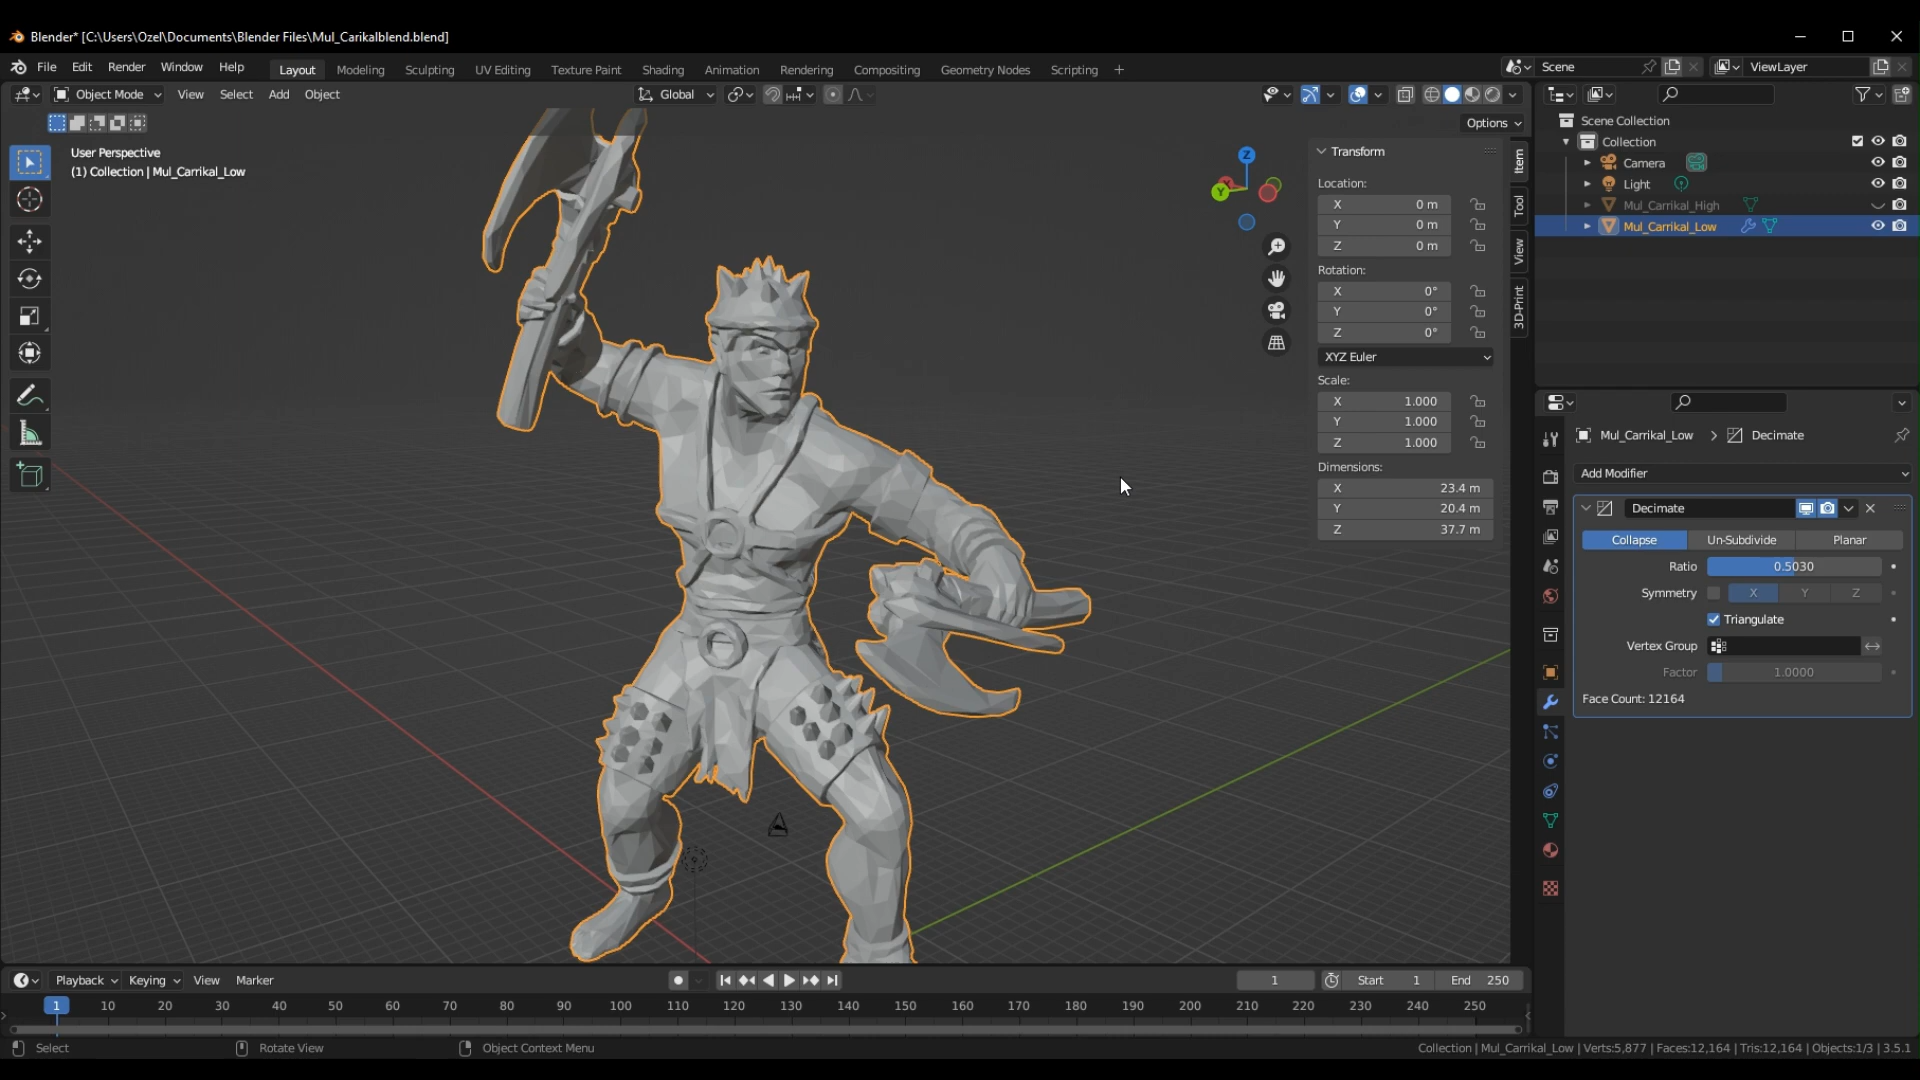 Blender* [C:\Users\Ozel\Documents\Blender Files\Mul_Carikalblend.blend]
File Edit Render Window Help Layout Modeling Sculpting UV Editing Texture Paint Shading Animation Rendering Compositing Geometry Nodes Scripting + Scene ViewLayer
Object Mode View Select Add Object Global
Options
User Perspective
(1) Collection | Mul_Carrikal_Low
Z
Y
Transform
Location:
X 0 m
Y 0 m
Z 0 m
Rotation:
X 0°
Y 0°
Z 0°
XYZ Euler
Scale:
X 1.000
Y 1.000
Z 1.000
Dimensions:
X 23.4 m
Y 20.4 m
Z 37.7 m
Item
Tool
View
3D-Print
Scene Collection
Collection
Camera
Light
Mul_Carrikal_High
Mul_Carrikal_Low
Mul_Carrikal_Low > Decimate
Add Modifier
Decimate
Collapse Un-Subdivide Planar
Ratio 0.5030
Symmetry X Y Z
Triangulate
Vertex Group
Factor 1.0000
Face Count: 12164
Playback Keying View Marker 1 Start 1 End 250
1 10 20 30 40 50 60 70 80 90 100 110 120 130 140 150 160 170 180 190 200 210 220 230 240 250
Select Rotate View Object Context Menu Collection | Mul_Carrikal_Low | Verts:5,877 | Faces:12,164 | Tris:12,164 | Objects:1/3 | 3.5.1